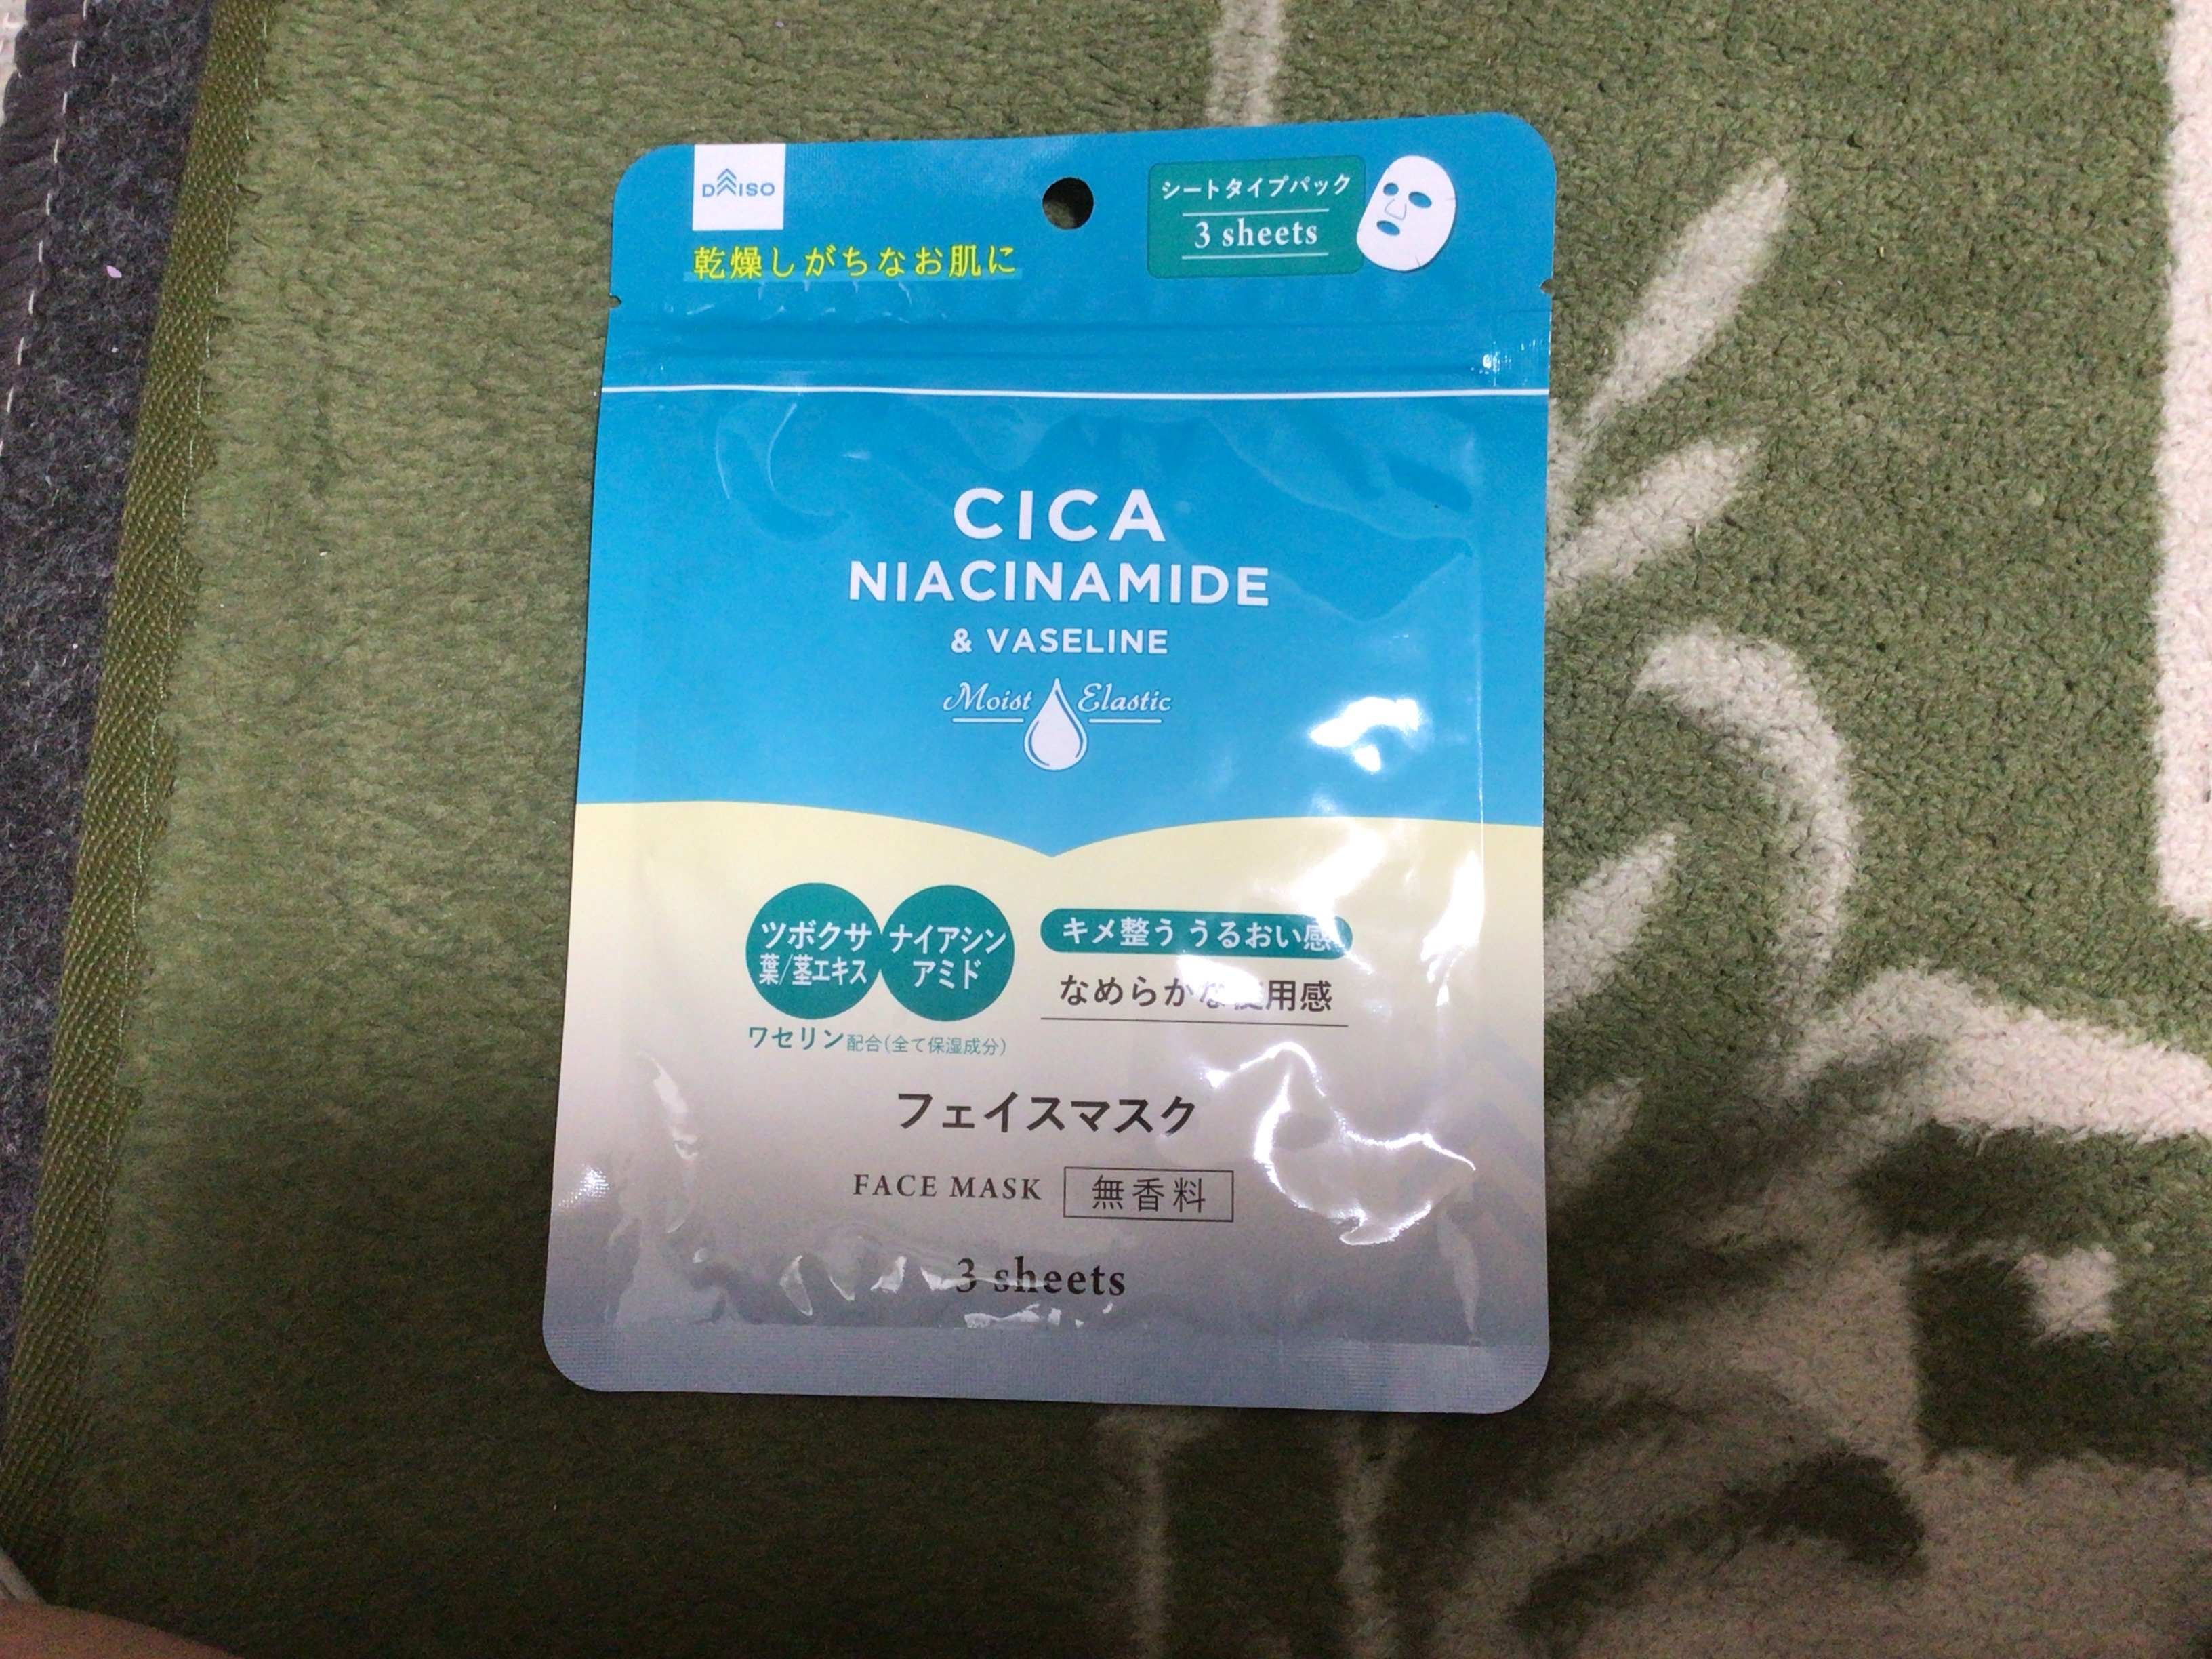 DAISO
乾燥しがちなお肌に
シートタイプパック
3 sheets
CICA
NIACINAMIDE
& VASELINE
Moist Elastic
ツボクサ
葉/茎エキス
ナイアシン
アミド
ワセリン配合(全て保湿成分)
キメ整う うるおい感
なめらかな使用感
フェイスマスク
FACE MASK 無香料
3 sheets